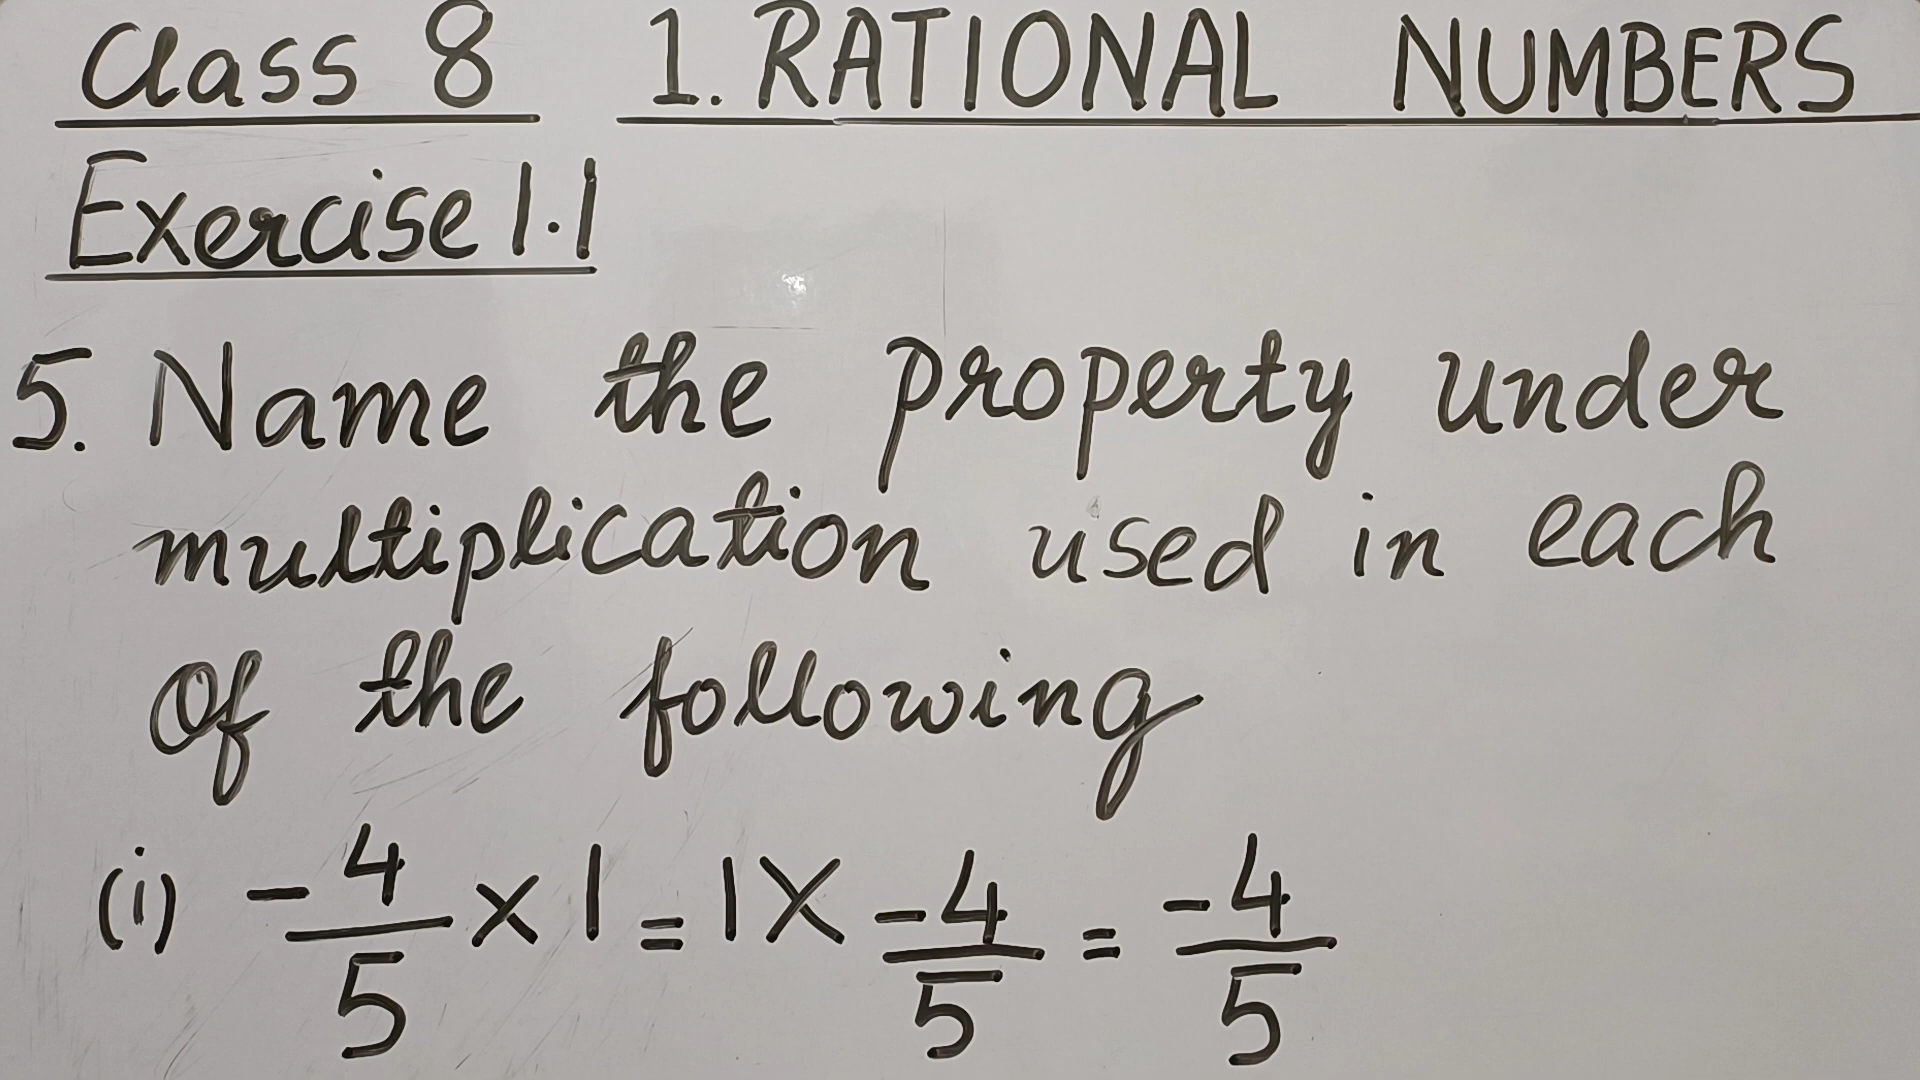 Class 8 1. RATIONAL NUMBERS
Exercise 1.1
5. Name the property under
multiplication used in each
of the following
(i) -4/5 × 1 = 1 × -4/5 = -4/5